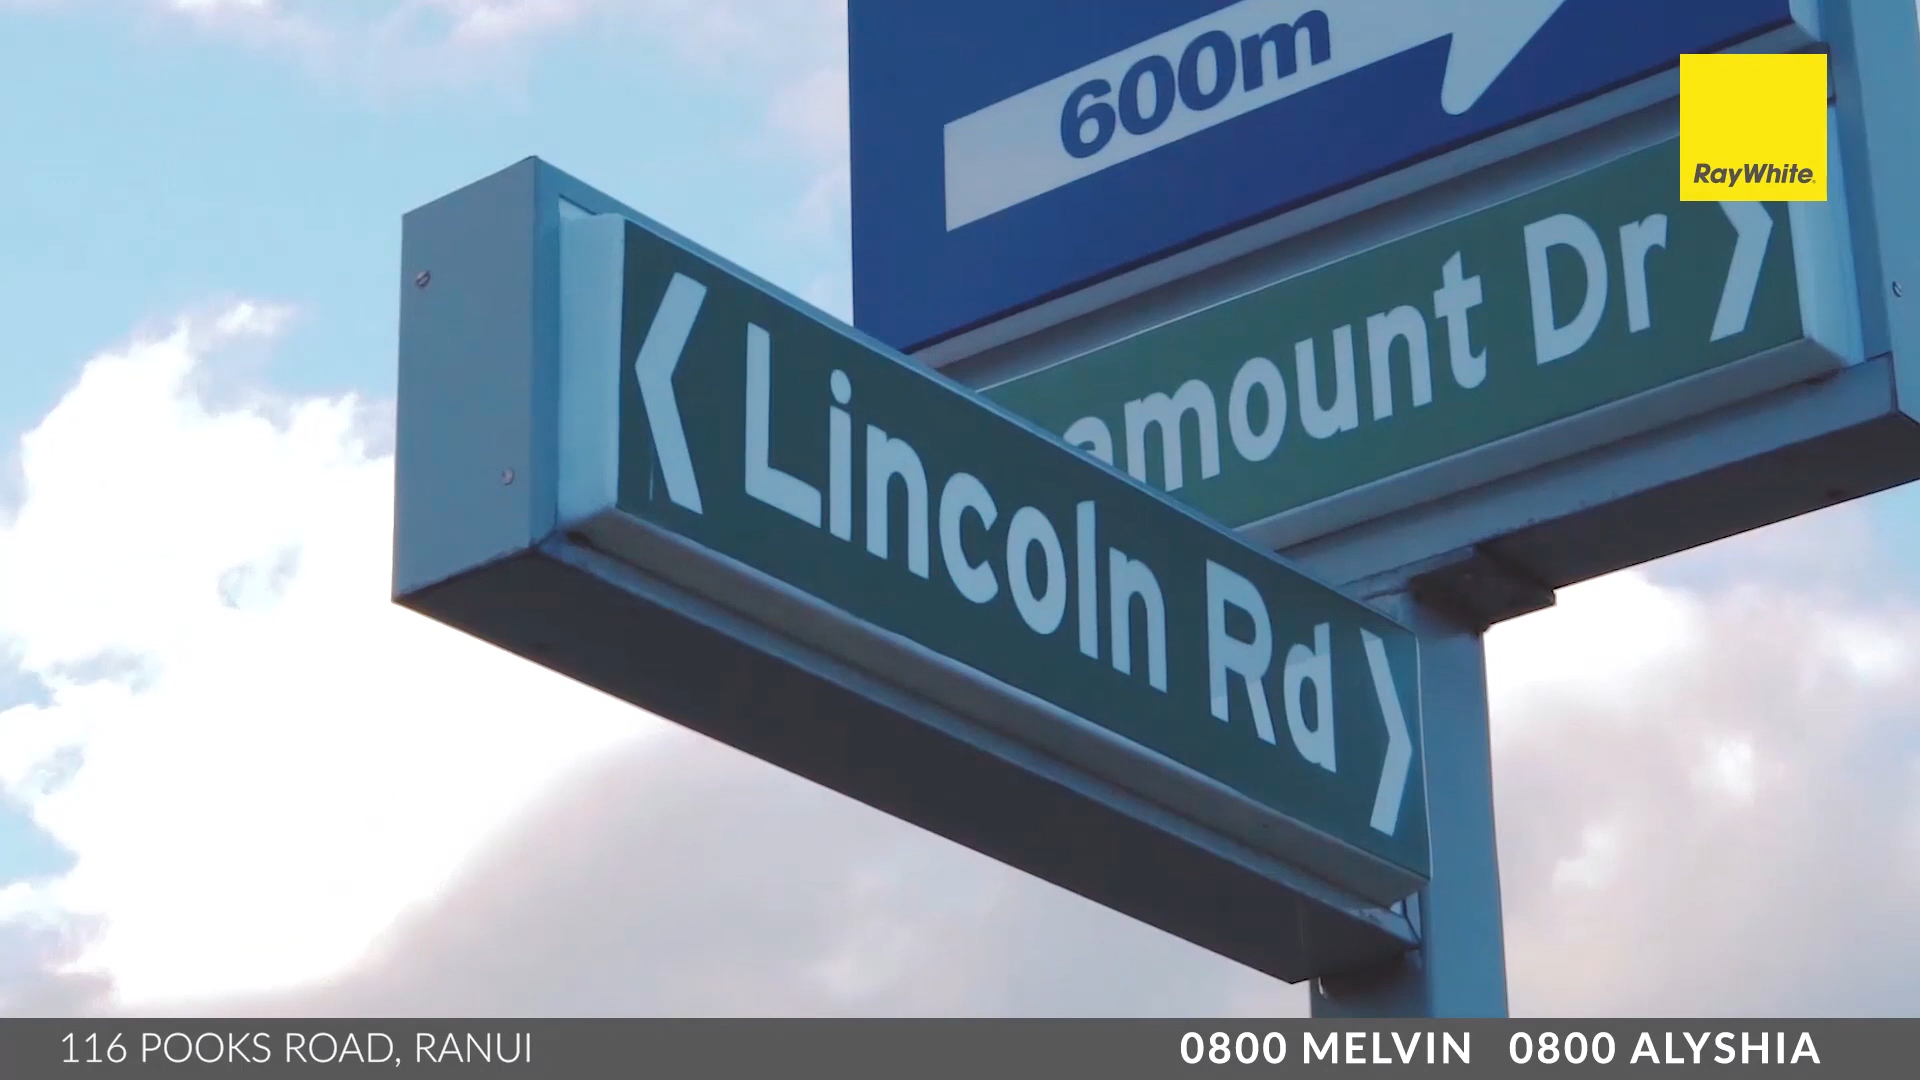 600m
RayWhite
amount Dr
Lincoln Rd
116 POOKS ROAD, RANUI
0800 MELVIN 0800 ALYSHIA